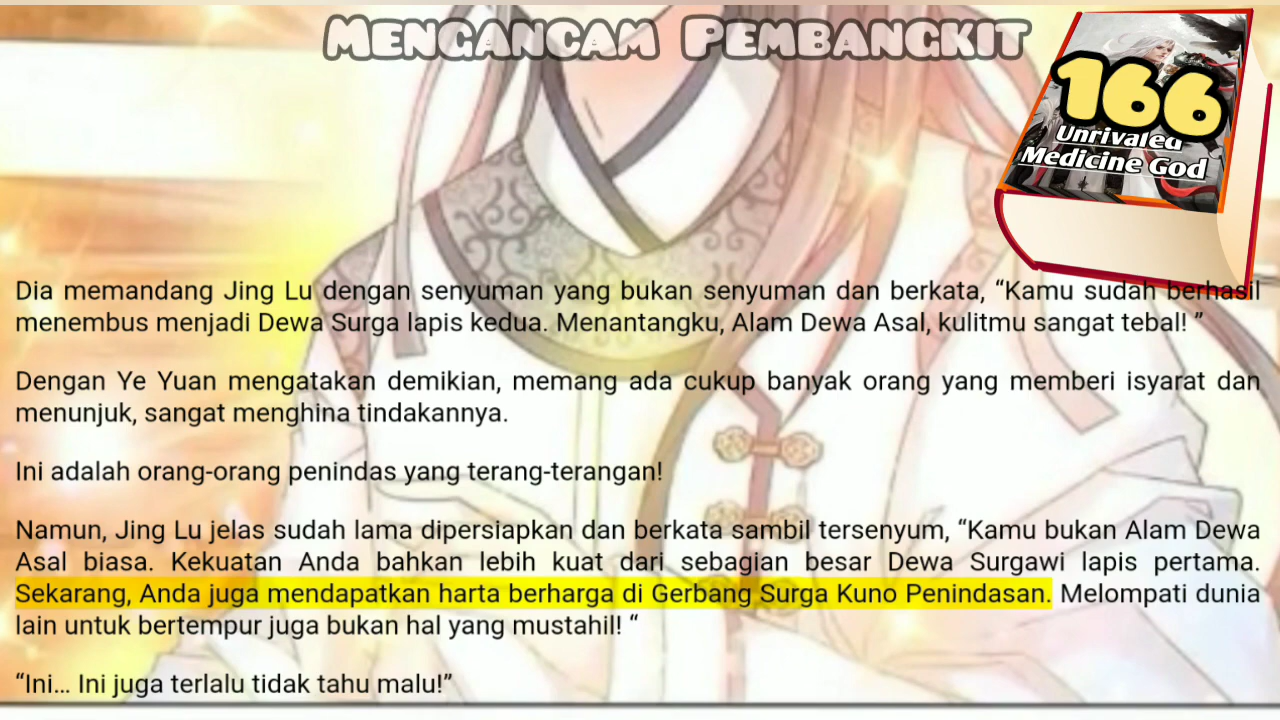 MENGANCAM PEMBANGKIT
166
Unrivaled
Medicine God
Dia memandang Jing Lu dengan senyuman yang bukan senyuman dan berkata, “Kamu sudah berhasil
menembus menjadi Dewa Surga lapis kedua. Menantangku, Alam Dewa Asal, kulitmu sangat tebal! ”
Dengan Ye Yuan mengatakan demikian, memang ada cukup banyak orang yang memberi isyarat dan
menunjuk, sangat menghina tindakannya.
Ini adalah orang-orang penindas yang terang-terangan!
Namun, Jing Lu jelas sudah lama dipersiapkan dan berkata sambil tersenyum, “Kamu bukan Alam Dewa
Asal biasa. Kekuatan Anda bahkan lebih kuat dari sebagian besar Dewa Surgawi lapis pertama.
Sekarang, Anda juga mendapatkan harta berharga di Gerbang Surga Kuno Penindasan. Melompati dunia
lain untuk bertempur juga bukan hal yang mustahil! “
“Ini… Ini juga terlalu tidak tahu malu!”